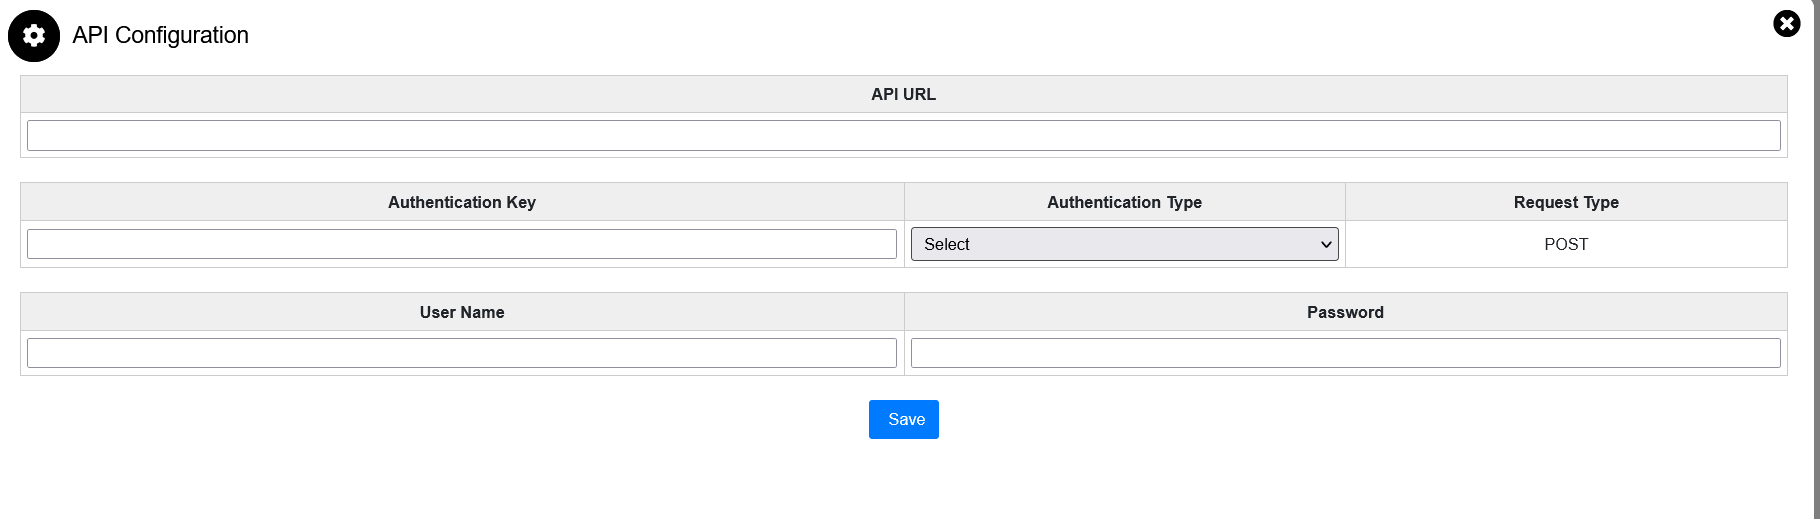 API Configuration
API URL
Authentication Key Authentication Type Request Type
Select POST
User Name Password
Save